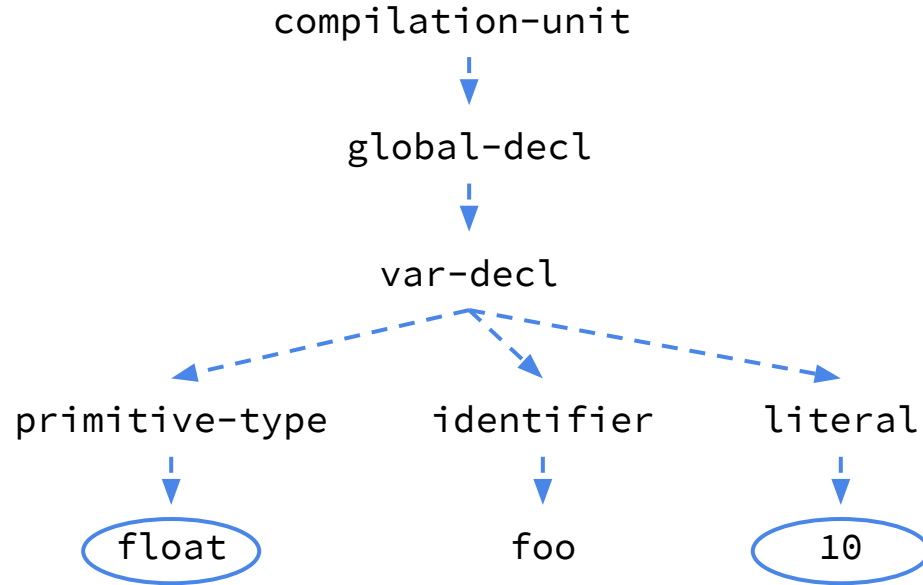 compilation-unit
global-decl
var-decl
primitive-type identifier literal
float foo 10